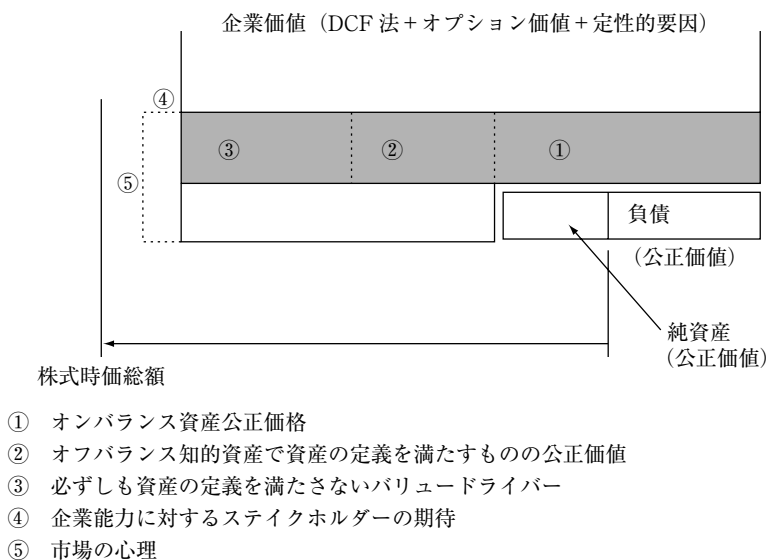 企業価値（DCF 法＋オプション価値＋定性的要因）
④
③ ② ①
⑤
負債
（公正価値）
純資産
（公正価値）
株式時価総額
① オンバランス資産公正価格
② オフバランス知的資産で資産の定義を満たすものの公正価値
③ 必ずしも資産の定義を満たさないバリュードライバー
④ 企業能力に対するステイクホルダーの期待
⑤ 市場の心理